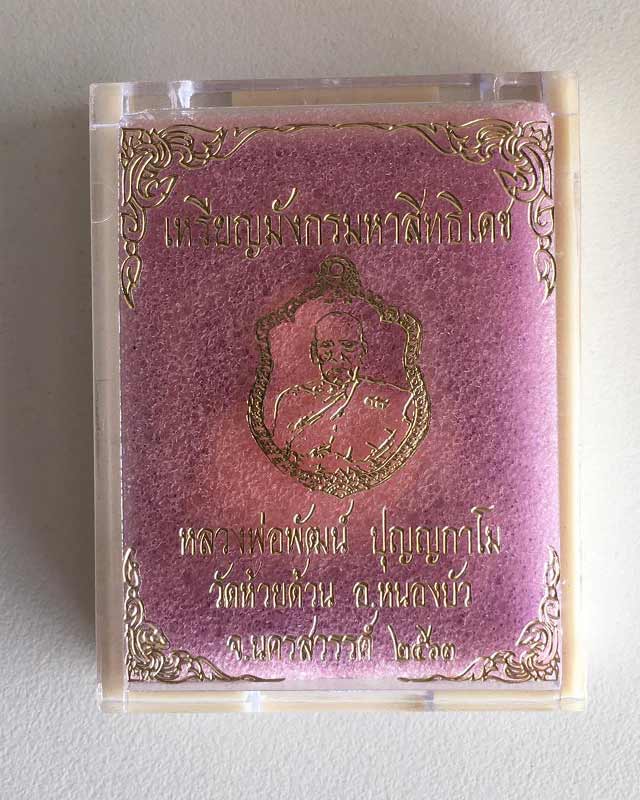 เหรียญมังกรมหาสิทธิเดช
หลวงพ่อพัฒน์ ปุญญกาโม
วัดห้วยด้วน อ.หนองบัว
จ.นครสวรรค์ ๒๕๖๓